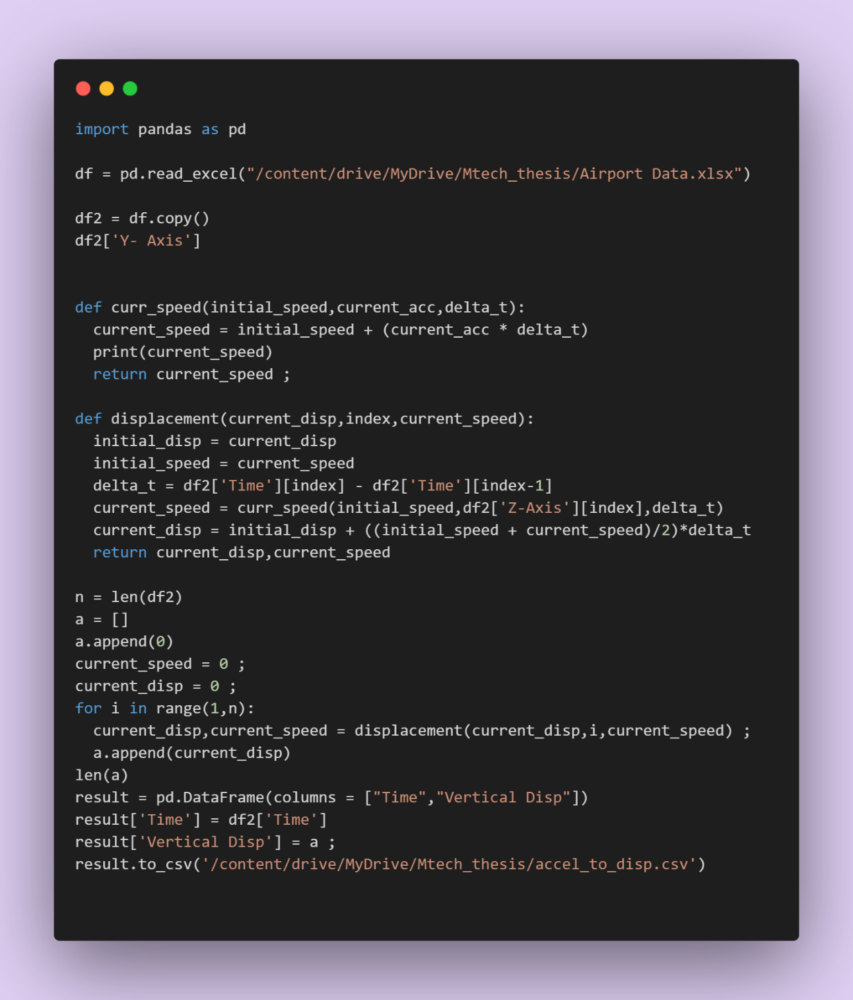 import pandas as pd
df = pd.read_excel("/content/drive/MyDrive/Mtech_thesis/Airport Data.xlsx")
df2 = df.copy()
df2['Y- Axis']
def curr_speed(initial_speed,current_acc,delta_t):
  current_speed = initial_speed + (current_acc * delta_t)
  print(current_speed)
  return current_speed ;
def displacement(current_disp,index,current_speed):
  initial_disp = current_disp
  initial_speed = current_speed
  delta_t = df2['Time'][index] - df2['Time'][index-1]
  current_speed = curr_speed(initial_speed,df2['Z-Axis'][index],delta_t)
  current_disp = initial_disp + ((initial_speed + current_speed)/2)*delta_t
  return current_disp,current_speed
n = len(df2)
a = []
a.append(0)
current_speed = 0 ;
current_disp = 0 ;
for i in range(1,n):
  current_disp,current_speed = displacement(current_disp,i,current_speed) ;
  a.append(current_disp)
len(a)
result = pd.DataFrame(columns = ["Time","Vertical Disp"])
result['Time'] = df2['Time']
result['Vertical Disp'] = a ;
result.to_csv('/content/drive/MyDrive/Mtech_thesis/accel_to_disp.csv')